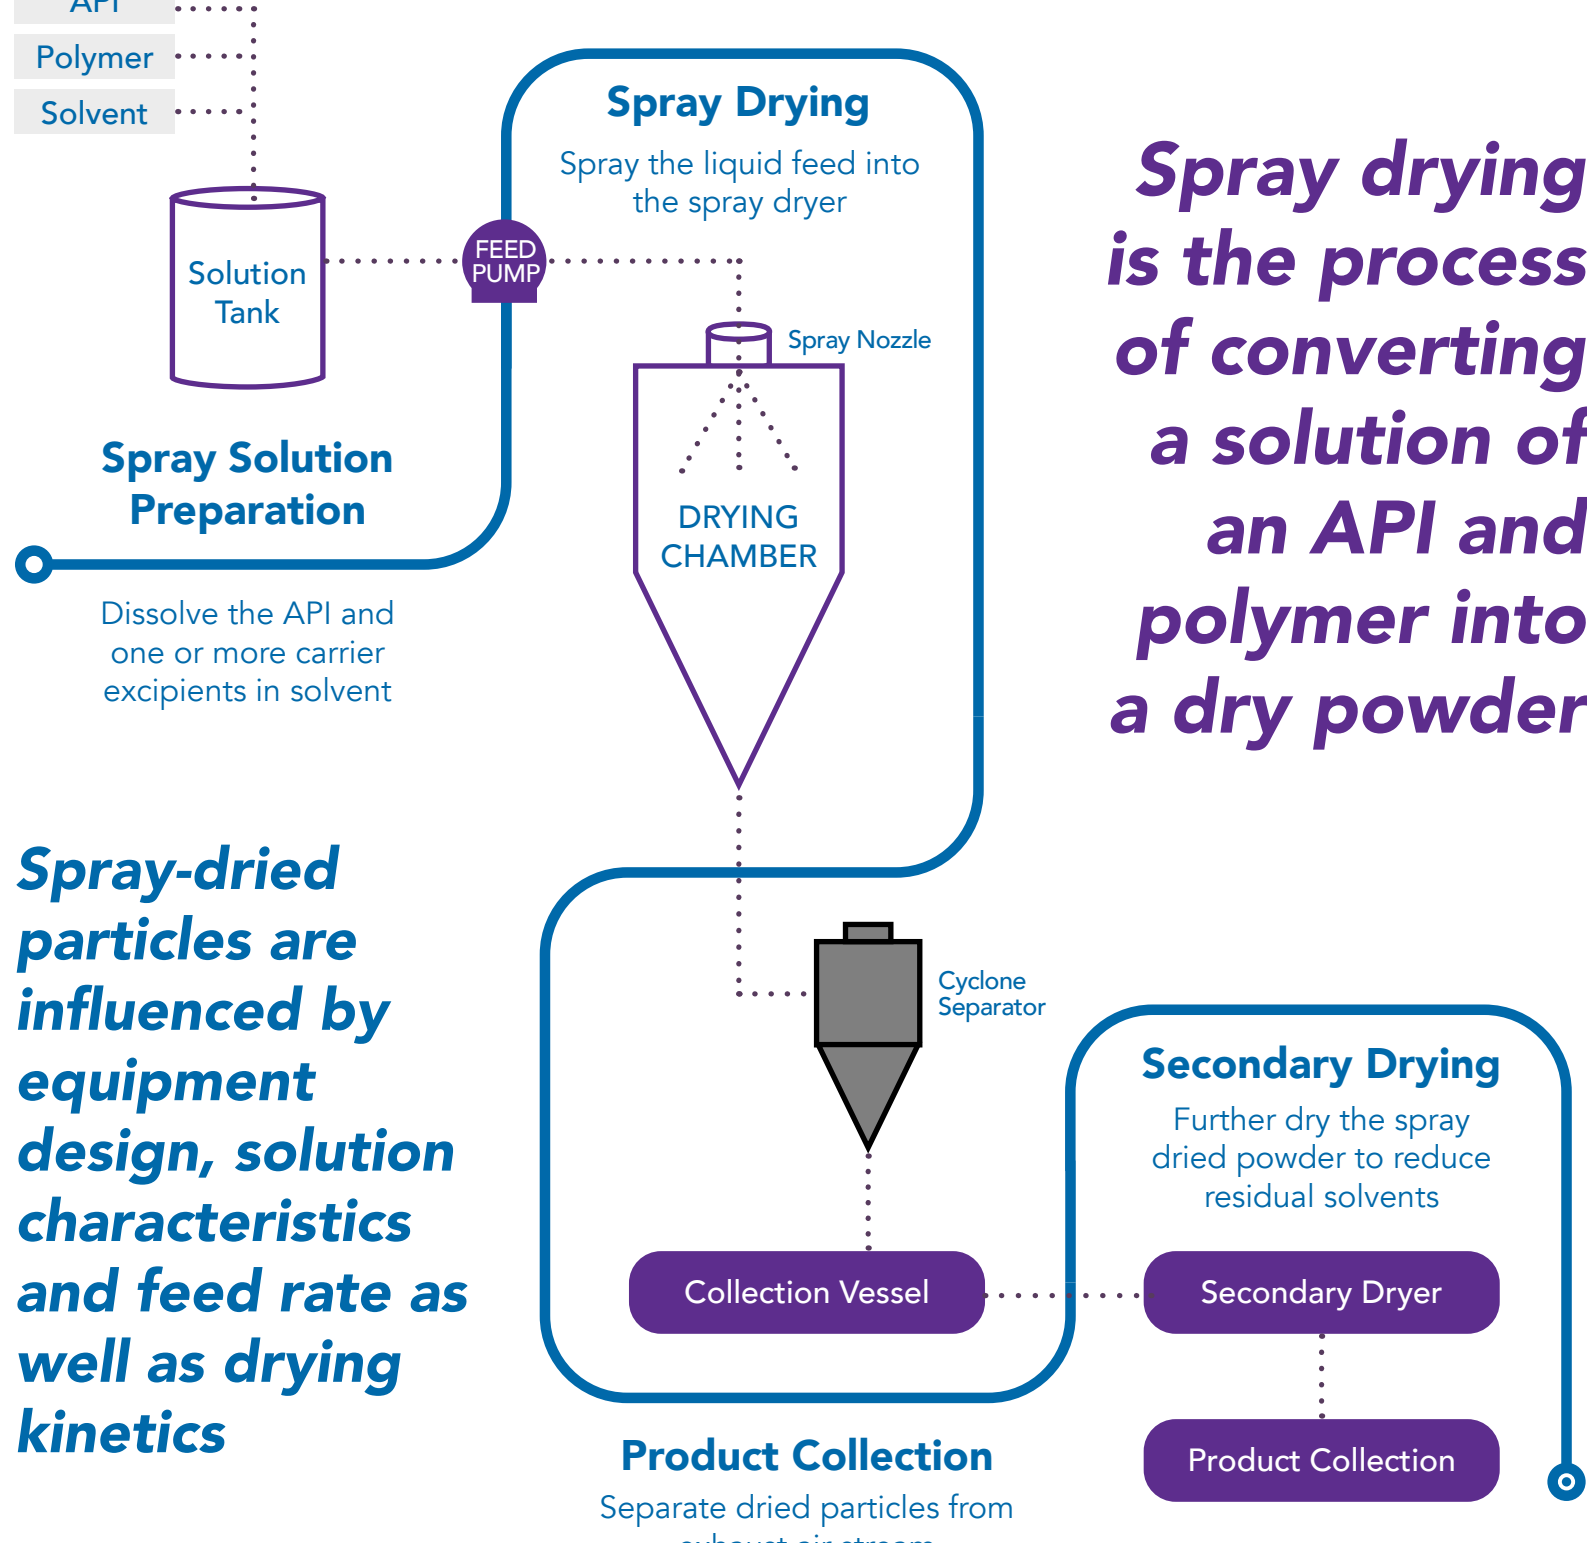 API
Polymer
Solvent
Solution
Tank
FEED
PUMP
Spray Solution
Preparation
Dissolve the API and
one or more carrier
excipients in solvent
Spray Drying
Spray the liquid feed into
the spray dryer
Spray Nozzle
DRYING
CHAMBER
Spray drying
is the process
of converting
a solution of
an API and
polymer into
a dry powder
Spray-dried
particles are
influenced by
equipment
design, solution
characteristics
and feed rate as
well as drying
kinetics
Cyclone
Separator
Collection Vessel
Product Collection
Separate dried particles from
exhaust air stream
Secondary Drying
Further dry the spray
dried powder to reduce
residual solvents
Secondary Dryer
Product Collection